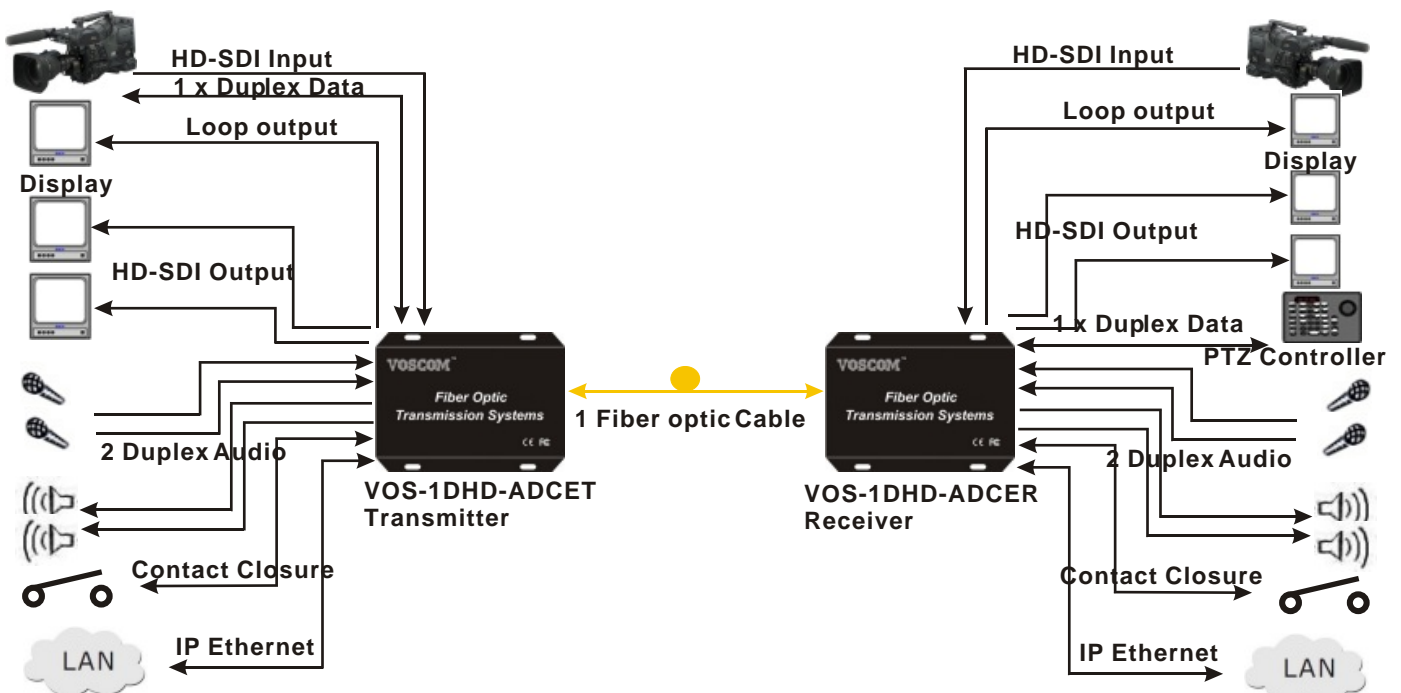 HD-SDI Input
1 x Duplex Data
Loop output
Display
HD-SDI Output
2 Duplex Audio
Contact Closure
IP Ethernet
LAN
VOSCOM™
Fiber Optic
Transmission Systems
CE FC
VOS-1DHD-ADCET
Transmitter
1 Fiber optic Cable
VOSCOM™
Fiber Optic
Transmission Systems
CE FC
VOS-1DHD-ADCER
Receiver
HD-SDI Input
Loop output
Display
HD-SDI Output
1 x Duplex Data
PTZ Controller
2 Duplex Audio
Contact Closure
IP Ethernet
LAN